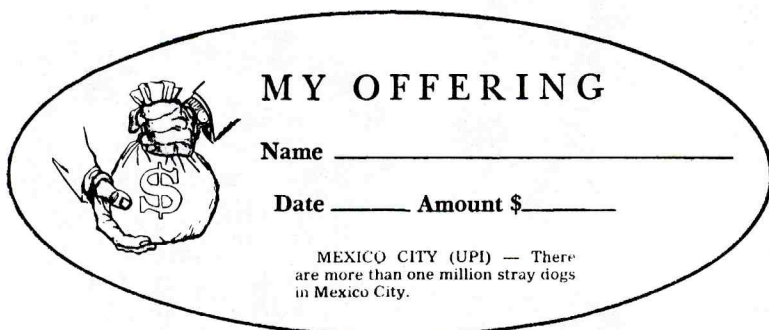 MY OFFERING
Name
Date Amount $
$
MEXICO CITY (UPI) — There
are more than one million stray dogs
in Mexico City.